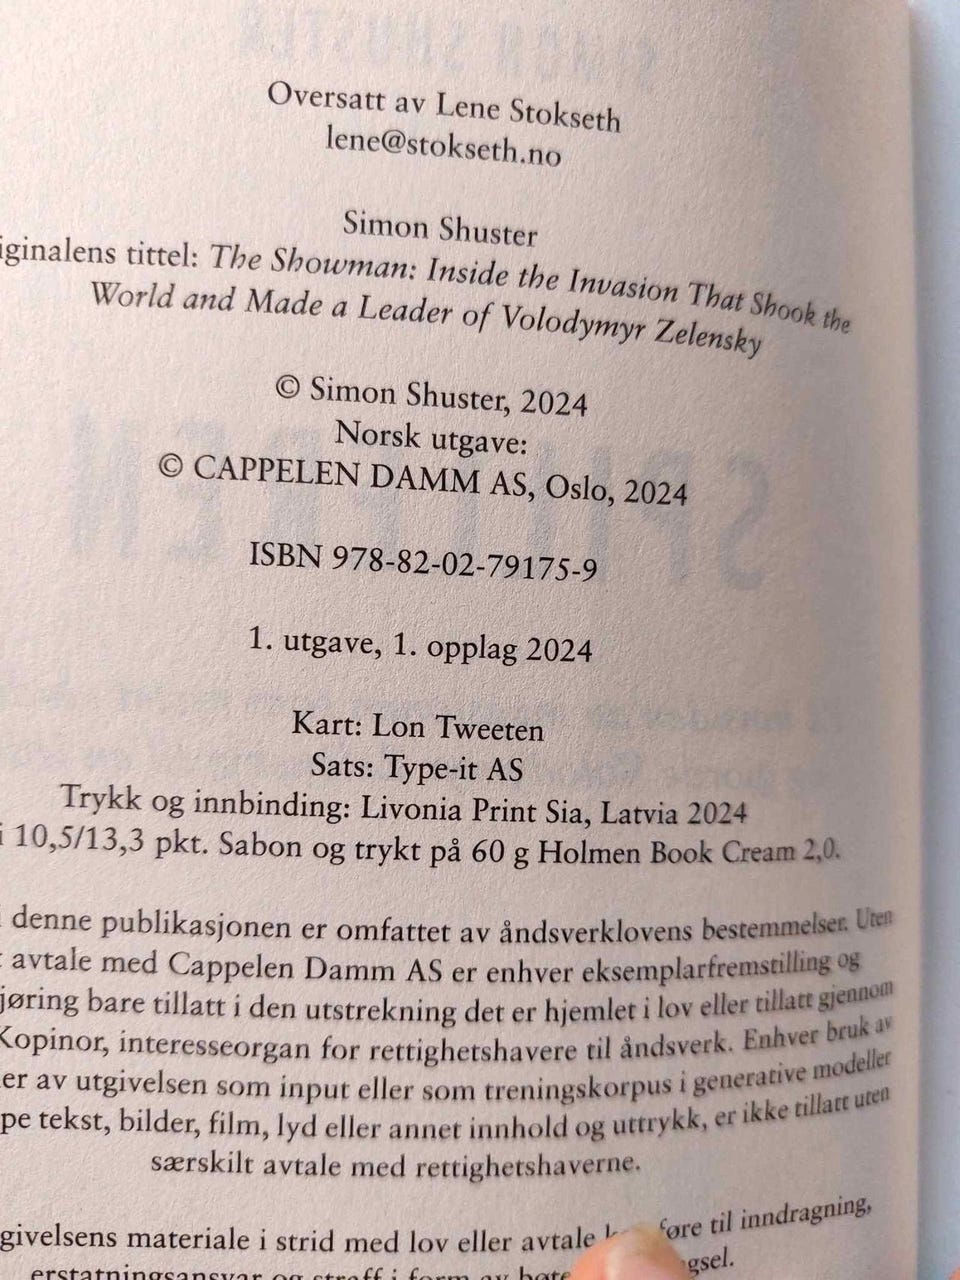 Oversatt av Lene Stokseth
lene@stokseth.no
Simon Shuster
iginalens tittel: The Showman: Inside the Invasion That Shook the
World and Made a Leader of Volodymyr Zelensky
© Simon Shuster, 2024
Norsk utgave:
© CAPPELEN DAMM AS, Oslo, 2024
ISBN 978-82-02-79175-9
1. utgave, 1. opplag 2024
Kart: Lon Tweeten
Sats: Type-it AS
Trykk og innbinding: Livonia Print Sia, Latvia 2024
i 10,5/13,3 pkt. Sabon og trykt på 60 g Holmen Book Cream 2,0.
denne publikasjonen er omfattet av åndsverklovens bestemmelser. Uten
t avtale med Cappelen Damm AS er enhver eksemplarfremstilling og
jøring bare tillatt i den utstrekning det er hjemlet i lov eller tillatt gjennom
Kopinor, interesseorgan for rettighetshavere til åndsverk. Enhver bruk av
er av utgivelsen som input eller som treningskorpus i generative modeller
pe tekst, bilder, film, lyd eller annet innhold og uttrykk, er ikke tillatt uten
særskilt avtale med rettighetshaverne.
givelsens materiale i strid med lov eller avtale føre til inndragning,
erstatningsansvar og straff i form av bøte gsel.